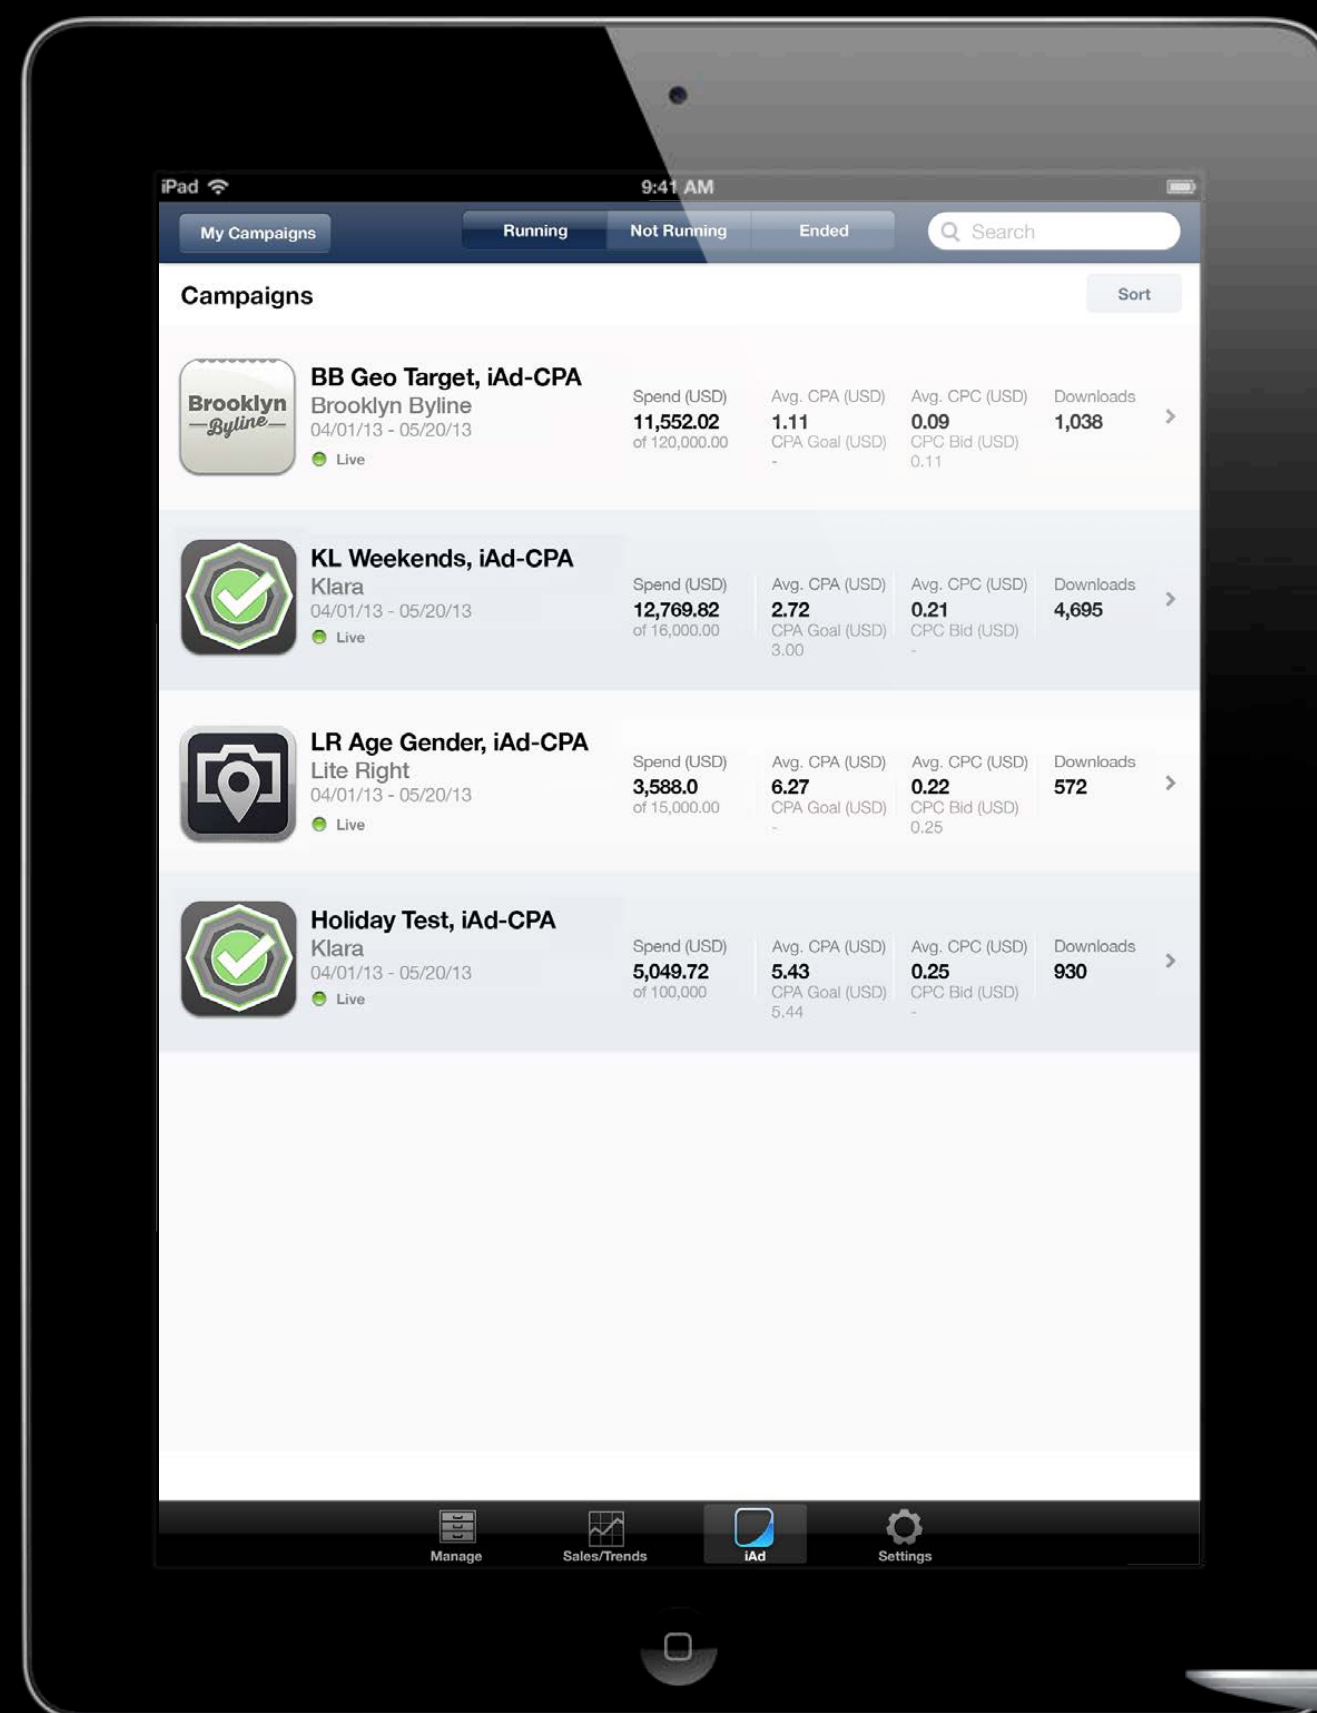 iPad
9:41 AM
My Campaigns
Running
Not Running
Ended
Search
Campaigns
Sort
Brooklyn
Byline
BB Geo Target, iAd-CPA
Brooklyn Byline
04/01/13 - 05/20/13
Live
Spend (USD)
11,552.02
of 120,000.00
Avg. CPA (USD)
1.11
CPA Goal (USD)
-
Avg. CPC (USD)
0.09
CPC Bid (USD)
0.11
Downloads
1,038
KL Weekends, iAd-CPA
Klara
04/01/13 - 05/20/13
Live
Spend (USD)
12,769.82
of 16,000.00
Avg. CPA (USD)
2.72
CPA Goal (USD)
3.00
Avg. CPC (USD)
0.21
CPC Bid (USD)
-
Downloads
4,695
LR Age Gender, iAd-CPA
Lite Right
04/01/13 - 05/20/13
Live
Spend (USD)
3,588.0
of 15,000.00
Avg. CPA (USD)
6.27
CPA Goal (USD)
-
Avg. CPC (USD)
0.22
CPC Bid (USD)
0.25
Downloads
572
Holiday Test, iAd-CPA
Klara
04/01/13 - 05/20/13
Live
Spend (USD)
5,049.72
of 100,000
Avg. CPA (USD)
5.43
CPA Goal (USD)
5.44
Avg. CPC (USD)
0.25
CPC Bid (USD)
-
Downloads
930
Manage
Sales/Trends
iAd
Settings